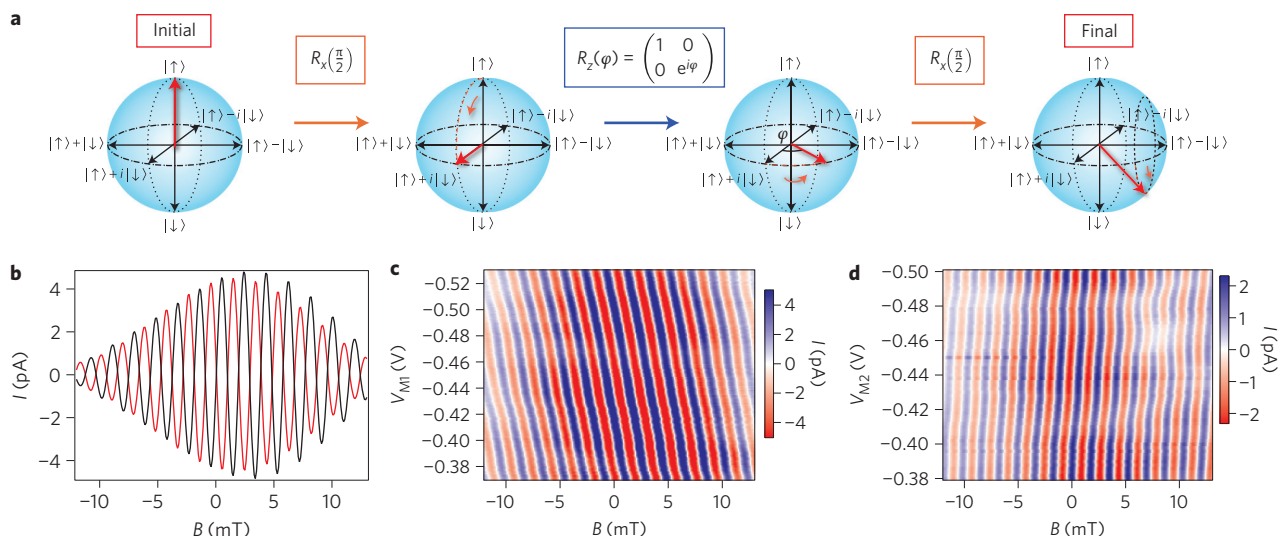 a
Initial
R_x(π/2)
R_z(φ) = (1 0
0 e^{iφ})
R_x(π/2)
Final
|↑⟩
|↑⟩−i|↓⟩
|↑⟩+|↓⟩
|↑⟩−|↓⟩
|↑⟩+i|↓⟩
|↓⟩
|↑⟩
|↑⟩−i|↓⟩
|↑⟩+|↓⟩
|↑⟩−|↓⟩
|↑⟩+i|↓⟩
|↓⟩
|↑⟩
|↑⟩−i|↓⟩
φ
|↑⟩+|↓⟩
|↑⟩−|↓⟩
|↑⟩+i|↓⟩
|↓⟩
|↑⟩
|↑⟩−i|↓⟩
|↑⟩+|↓⟩
|↑⟩−|↓⟩
|↑⟩+i|↓⟩
|↓⟩
b
I (pA)
4
2
0
−2
−4
−10 −5 0 5 10
B (mT)
c
V_M1 (V)
−0.52
−0.50
−0.48
−0.46
−0.44
−0.42
−0.40
−0.38
−10 −5 0 5 10
B (mT)
4
2
0
−2
−4
I (pA)
d
V_M2 (V)
−0.50
−0.48
−0.46
−0.44
−0.42
−0.40
−0.38
−10 −5 0 5 10
B (mT)
2
1
0
−1
−2
I (pA)